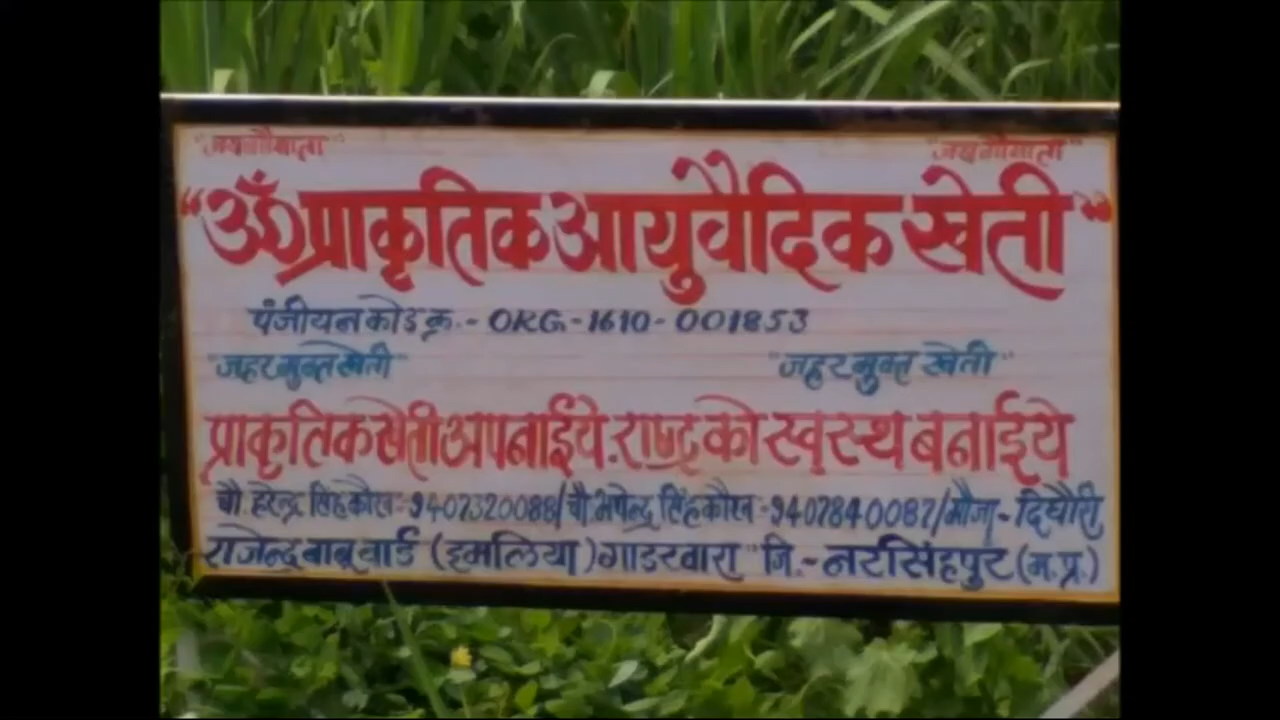 "जय गौमाता" "जय गौमाता"
"ॐ प्राकृतिक आयुर्वेदिक खेती"
पंजीयन कोड क्र.- ORG.-1610-001853
"जहर मुक्त खेती" "जहर मुक्त खेती"
प्राकृतिक खेती अपनाईये. राष्ट्र को स्वस्थ बनाईये
चौ. हरेन्द्र सिंह कौरव-9407320088/ चौ. भूपेन्द्र सिंह कौरव-9407840087/ मौजा- दिघौरी
राजेन्द्र बाबू वार्ड (इमलिया) गाडरवारा जि.- नरसिंहपुर (म.प्र.)